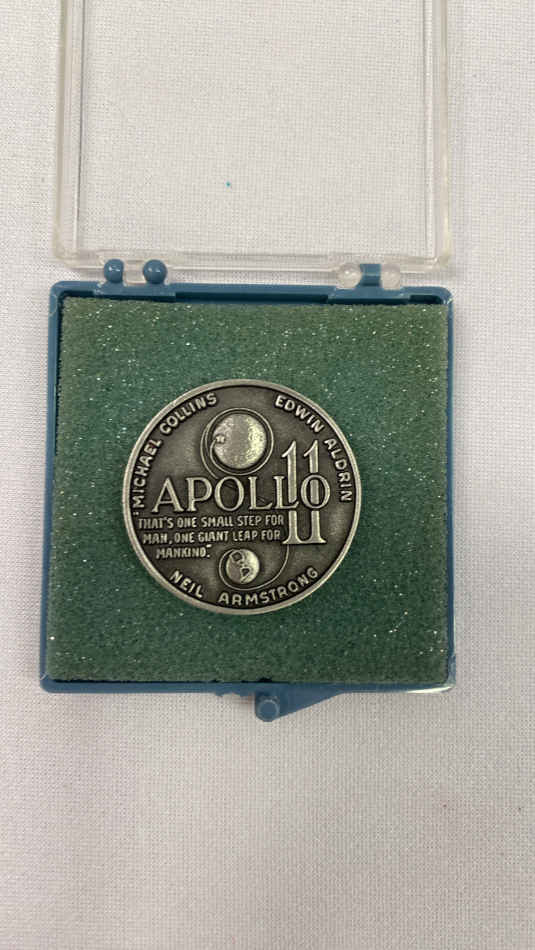 "MICHAEL COLLINS
EDWIN ALDRIN
APOLLO
11
THAT'S ONE SMALL STEP FOR
MAN, ONE GIANT LEAP FOR
MANKIND."
NEIL ARMSTRONG